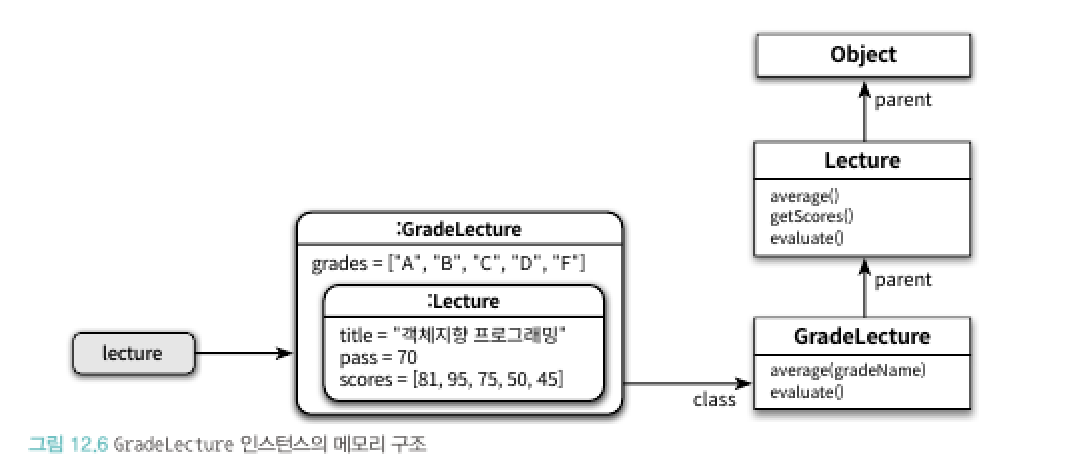 Object
parent
Lecture
average()
getScores()
evaluate()
parent
:GradeLecture
grades = ["A", "B", "C", "D", "F"]
:Lecture
title = "객체지향 프로그래밍"
pass = 70
scores = [81, 95, 75, 50, 45]
lecture
class
GradeLecture
average(gradeName)
evaluate()
그림 12.6 GradeLecture 인스턴스의 메모리 구조